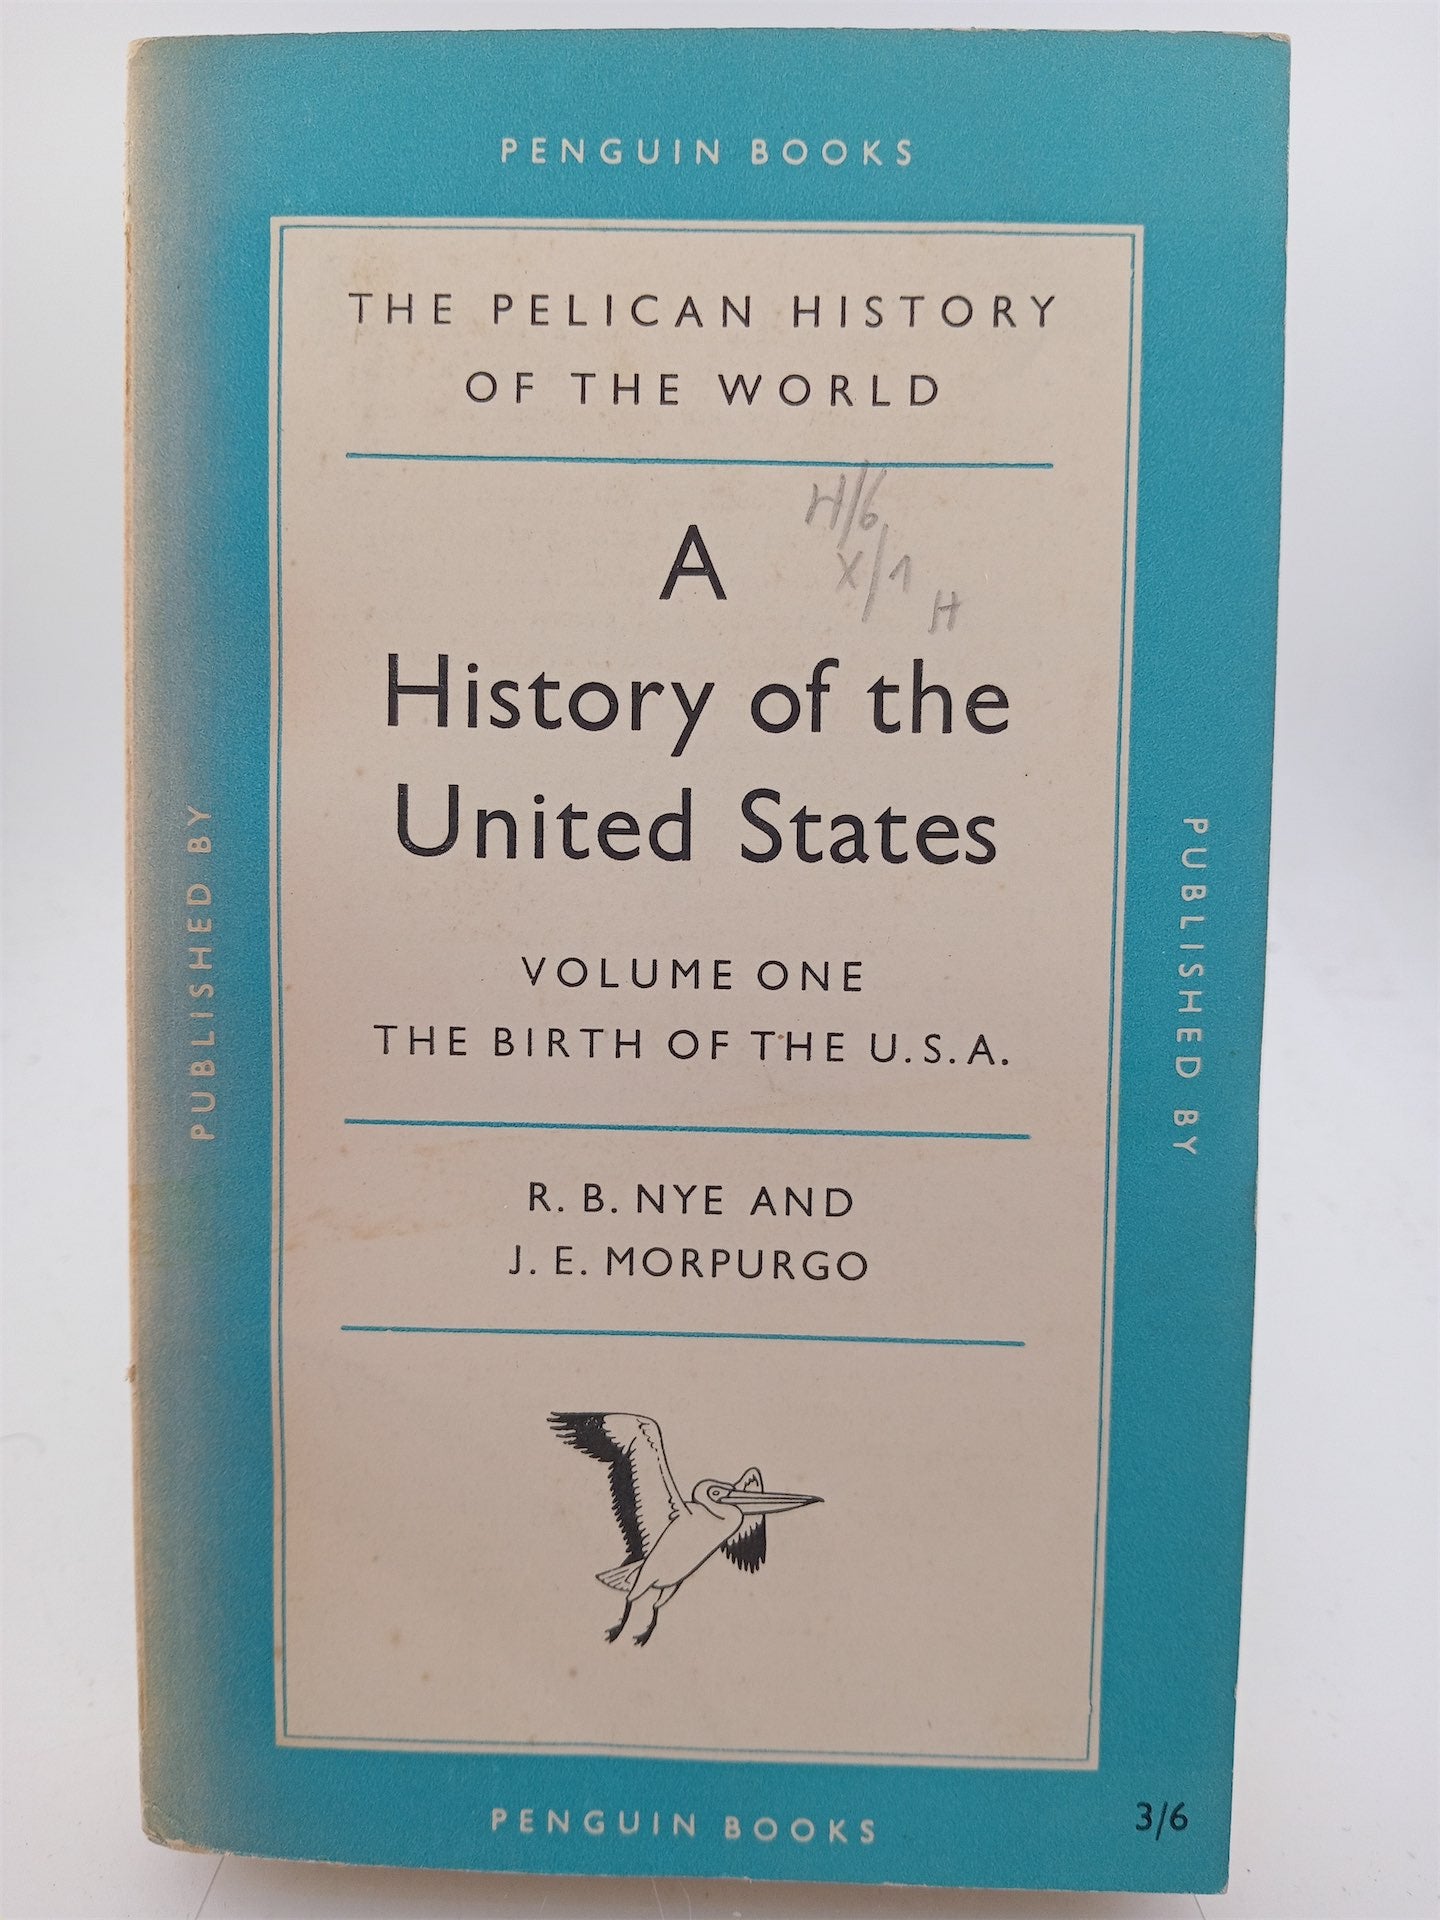 PENGUIN BOOKS
THE PELICAN HISTORY
OF THE WORLD
H/6
X/1
H
A
History of the
United States
VOLUME ONE
THE BIRTH OF THE U.S.A.
R. B. NYE AND
J. E. MORPURGO
PUBLISHED BY
PUBLISHED BY
PENGUIN BOOKS
3/6